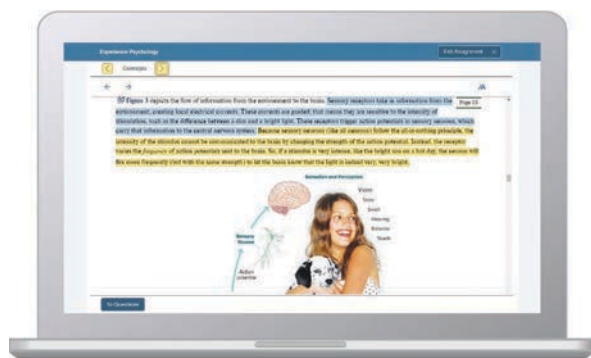 Experience Psychology
Exit Assignment
Concepts
Figure 3 depicts the flow of information from the environment to the brain. Sensory receptors take in information from the
environment, creating local electrical currents. These currents are graded; that means they are sensitive to the intensity of
stimulation, such as the difference between a dim and a bright light. These receptors trigger action potentials in sensory neurons, which
carry that information to the central nervous system. Because sensory neurons (like all neurons) follow the all-or-nothing principle, the
intensity of the stimulus cannot be communicated to the brain by changing the strength of the action potential. Instead, the receptor
varies the frequency of action potentials sent to the brain. So, if a stimulus is very intense, like the bright sun on a hot day, the neuron will
fire more frequently (but with the same strength) to let the brain know that the light is indeed very, very bright.
Sensation and Perception
Vision
Smell
Hearing
Balance
Touch
Action
potential
To Questions